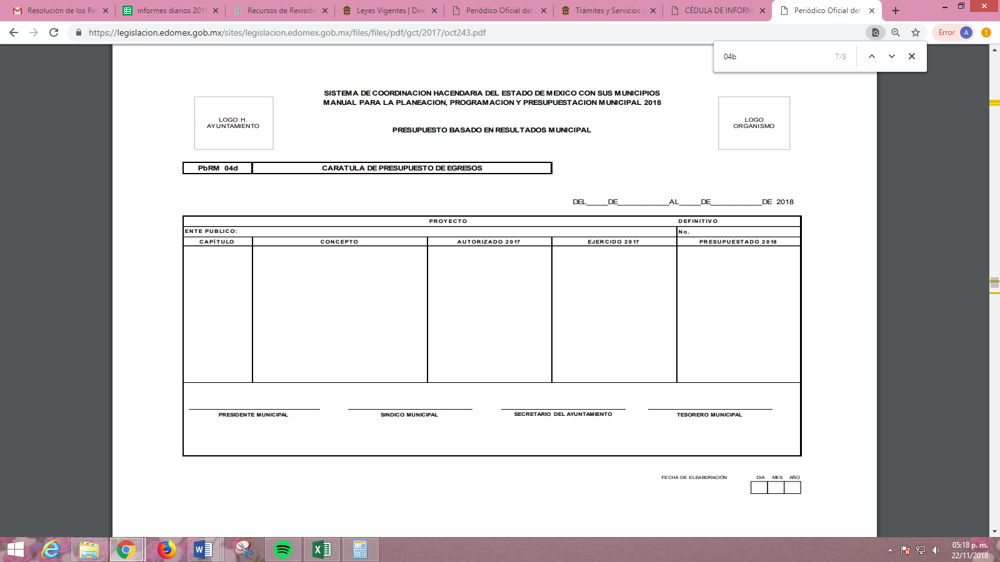 Resolución de los Re
informes diarios 2018
Recursos de Revisión
Leyes Vigentes | Dire
Periódico Oficial del
Trámites y Servicios
CÉDULA DE INFORM
Periódico Oficial del
https://legislacion.edomex.gob.mx/sites/legislacion.edomex.gob.mx/files/files/pdf/gct/2017/oct243.pdf
Error A
04b 7/8
SISTEMA DE COORDINACION HACENDARIA DEL ESTADO DE MEXICO CON SUS MUNICIPIOS
MANUAL PARA LA PLANEACION, PROGRAMACION Y PRESUPUESTACION MUNICIPAL 2018
LOGO H.
AYUNTAMIENTO
LOGO
ORGANISMO
PRESUPUESTO BASADO EN RESULTADOS MUNICIPAL
PbRM 04d CARATULA DE PRESUPUESTO DE EGRESOS
DEL_____DE____________AL_____DE____________DE 2018
PROYECTO DEFINITIVO
ENTE PUBLICO: No.
CAPÍTULO CONCEPTO AUTORIZADO 2017 EJERCIDO 2017 PRESUPUESTADO 2018
PRESIDENTE MUNICIPAL SINDICO MUNICIPAL SECRETARIO DEL AYUNTAMIENTO TESORERO MUNICIPAL
FECHA DE ELEABORACIÓN DIA MES AÑO
05:18 p. m.
22/11/2018